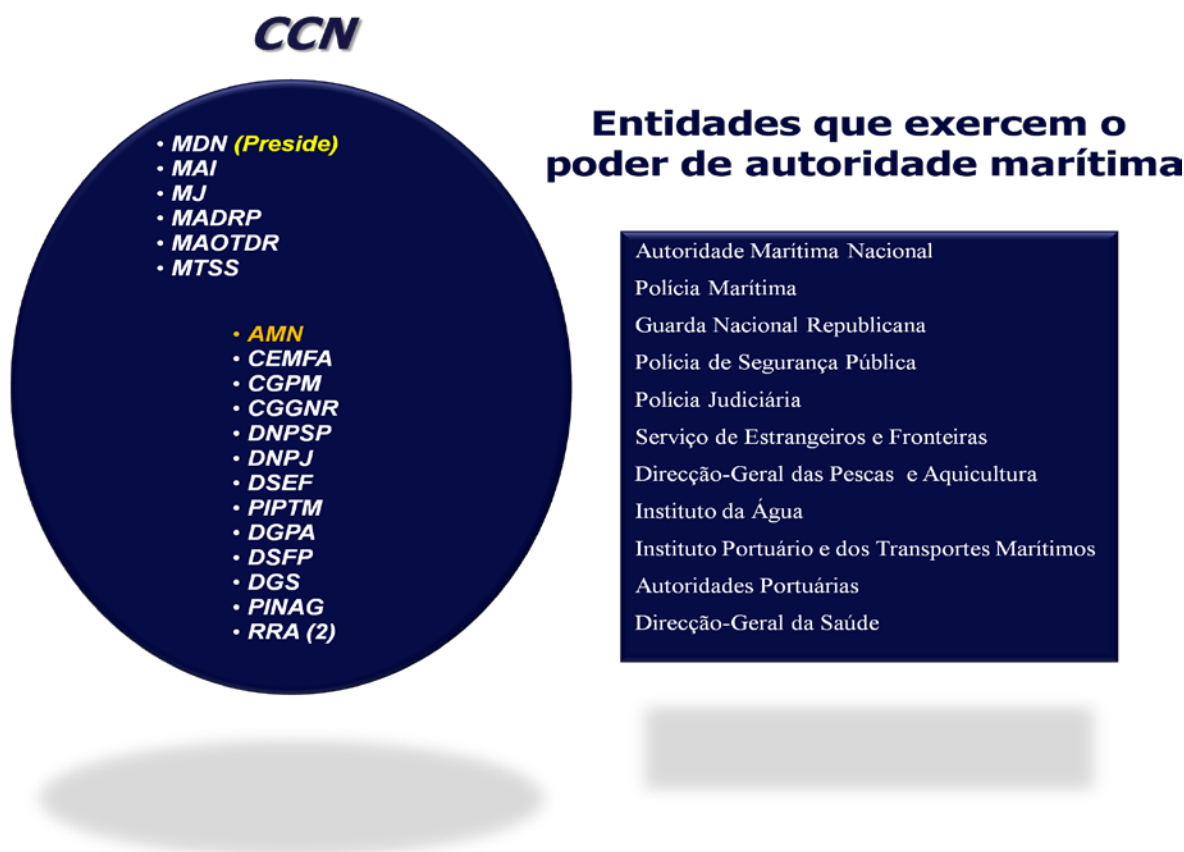 CCN
• MDN (Preside)
• MAI
• MJ
• MADRP
• MAOTDR
• MTSS
• AMN
• CEMFA
• CGPM
• CGGNR
• DNPSP
• DNPJ
• DSEF
• PIPTM
• DGPA
• DSFP
• DGS
• PINAG
• RRA (2)
Entidades que exercem o
poder de autoridade marítima
Autoridade Marítima Nacional
Polícia Marítima
Guarda Nacional Republicana
Polícia de Segurança Pública
Polícia Judiciária
Serviço de Estrangeiros e Fronteiras
Direcção-Geral das Pescas e Aquicultura
Instituto da Água
Instituto Portuário e dos Transportes Marítimos
Autoridades Portuárias
Direcção-Geral da Saúde